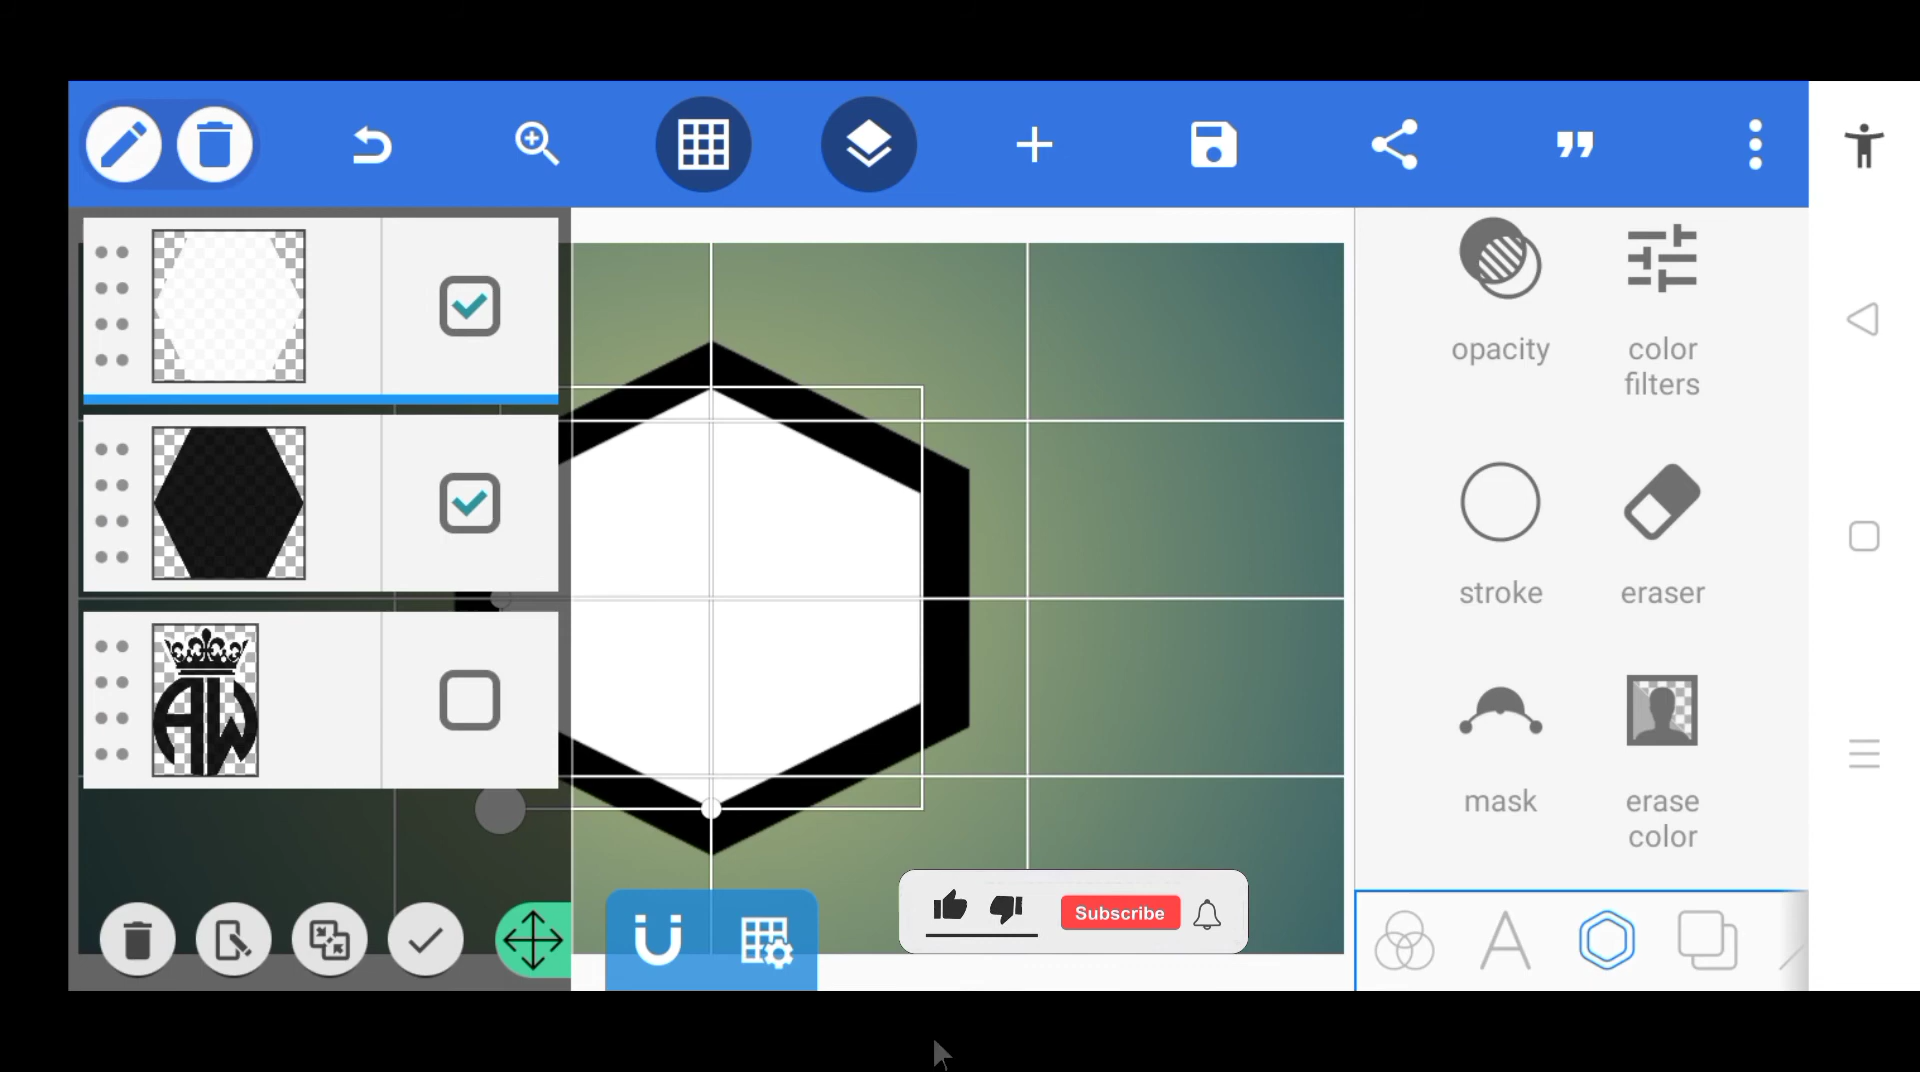 opacity
color
filters
stroke
eraser
AW
mask
erase
color
Subscribe